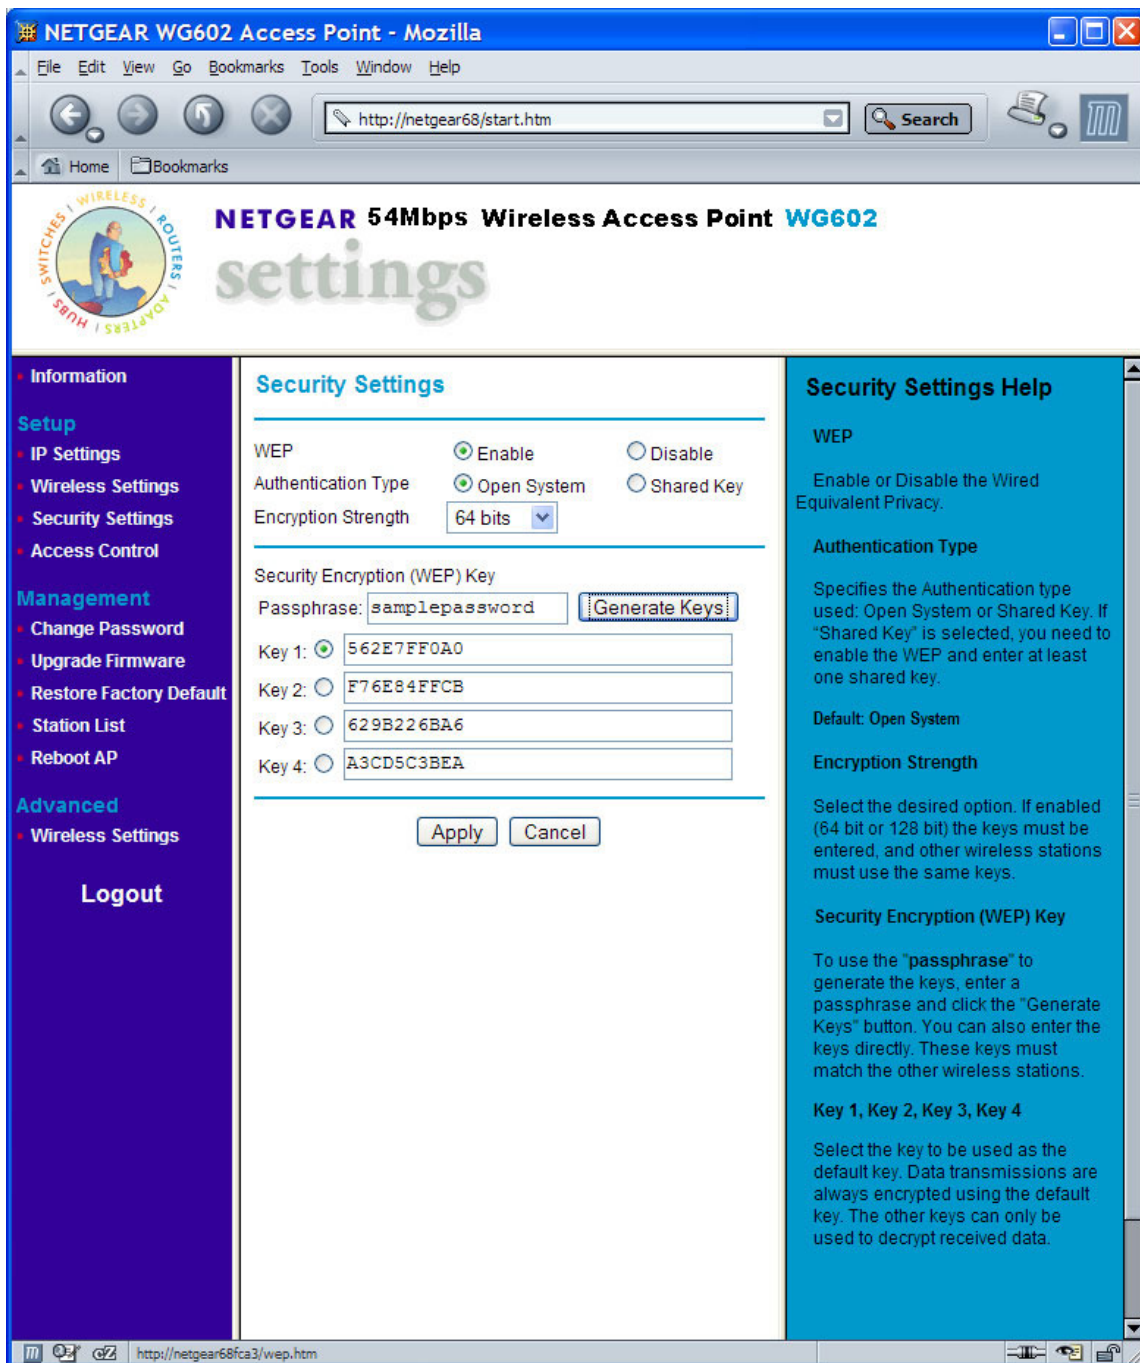 NETGEAR WG602 Access Point - Mozilla
File Edit View Go Bookmarks Tools Window Help
http://netgear68/start.htm
Search
Home Bookmarks
SWITCHES | WIRELESS | ROUTERS | ADAPTERS | HUBS
NETGEAR 54Mbps Wireless Access Point WG602
settings
Information
Setup
IP Settings
Wireless Settings
Security Settings
Access Control
Management
Change Password
Upgrade Firmware
Restore Factory Default
Station List
Reboot AP
Advanced
Wireless Settings
Logout
Security Settings
WEP Enable Disable
Authentication Type Open System Shared Key
Encryption Strength 64 bits
Security Encryption (WEP) Key
Passphrase: samplepassword Generate Keys
Key 1: 562E7FF0A0
Key 2: F76E84FFCB
Key 3: 629B226BA6
Key 4: A3CD5C3BEA
Apply Cancel
Security Settings Help
WEP
Enable or Disable the Wired
Equivalent Privacy.
Authentication Type
Specifies the Authentication type
used: Open System or Shared Key. If
“Shared Key” is selected, you need to
enable the WEP and enter at least
one shared key.
Default: Open System
Encryption Strength
Select the desired option. If enabled
(64 bit or 128 bit) the keys must be
entered, and other wireless stations
must use the same keys.
Security Encryption (WEP) Key
To use the "passphrase" to
generate the keys, enter a
passphrase and click the "Generate
Keys" button. You can also enter the
keys directly. These keys must
match the other wireless stations.
Key 1, Key 2, Key 3, Key 4
Select the key to be used as the
default key. Data transmissions are
always encrypted using the default
key. The other keys can only be
used to decrypt received data.
http://netgear68fca3/wep.htm